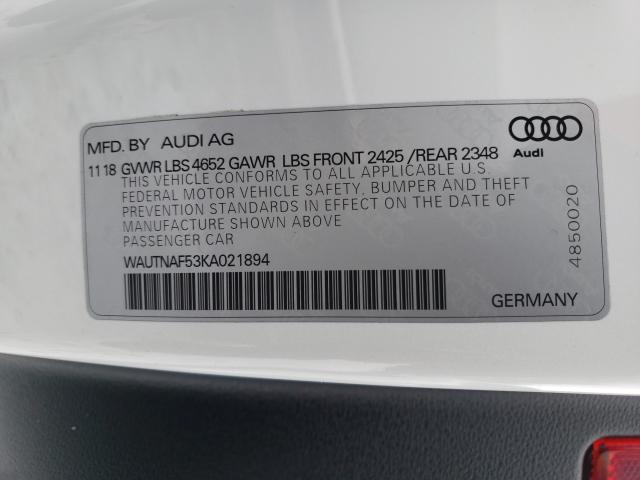 MFD. BY AUDI AG
Audi
11 18 GVWR LBS 4652 GAWR LBS FRONT 2425 /REAR 2348
THIS VEHICLE CONFORMS TO ALL APPLICABLE U.S.
FEDERAL MOTOR VEHICLE SAFETY, BUMPER AND THEFT
PREVENTION STANDARDS IN EFFECT ON THE DATE OF
MANUFACTURE SHOWN ABOVE
PASSENGER CAR
WAUTNAF53KA021894
GERMANY
4850020